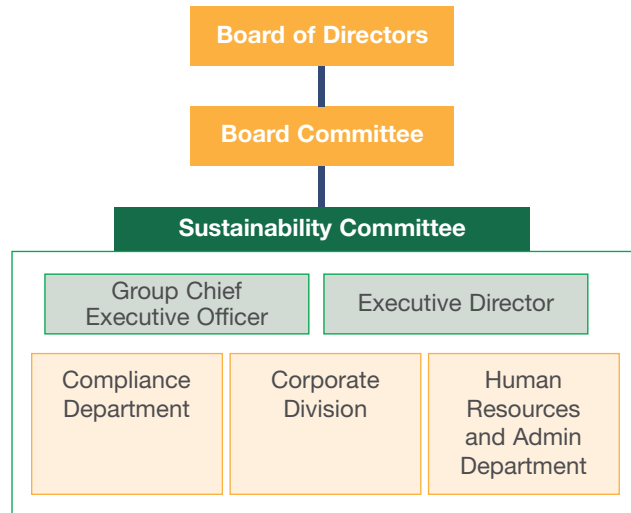 Board of Directors
Board Committee
Sustainability Committee
Group Chief
Executive Officer
Executive Director
Compliance
Department
Corporate
Division
Human
Resources
and Admin
Department